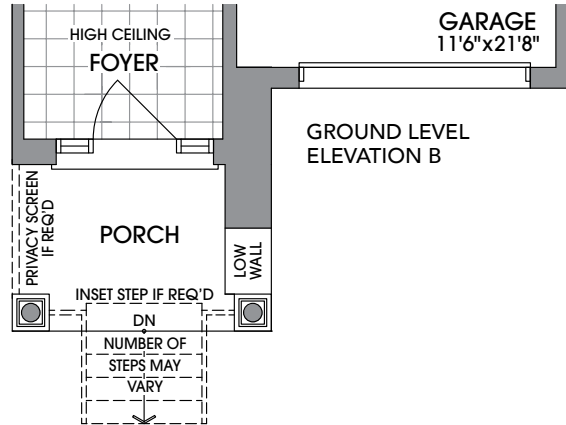 HIGH CEILING
FOYER
GARAGE
11'6"x21'8"
GROUND LEVEL
ELEVATION B
PRIVACY SCREEN
IF REQ'D
PORCH
LOW
WALL
INSET STEP IF REQ'D
DN
NUMBER OF
STEPS MAY
VARY